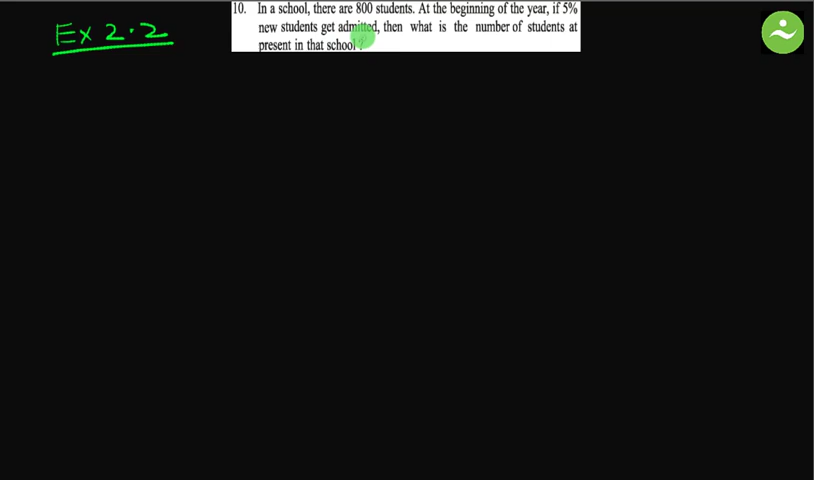 Ex 2.2
10. In a school, there are 800 students. At the beginning of the year, if 5%
new students get admitted, then what is the number of students at
present in that school ?